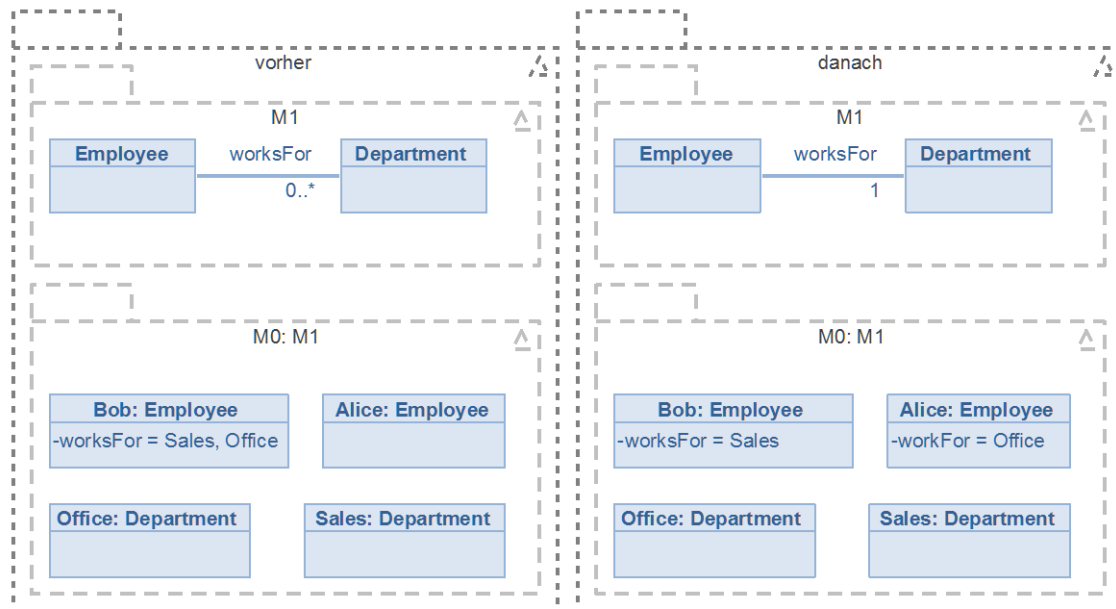 vorher
M1
Employee
worksFor
Department
0..*
M0: M1
Bob: Employee
-worksFor = Sales, Office
Alice: Employee
Office: Department
Sales: Department
danach
M1
Employee
worksFor
Department
1
M0: M1
Bob: Employee
-worksFor = Sales
Alice: Employee
-workFor = Office
Office: Department
Sales: Department